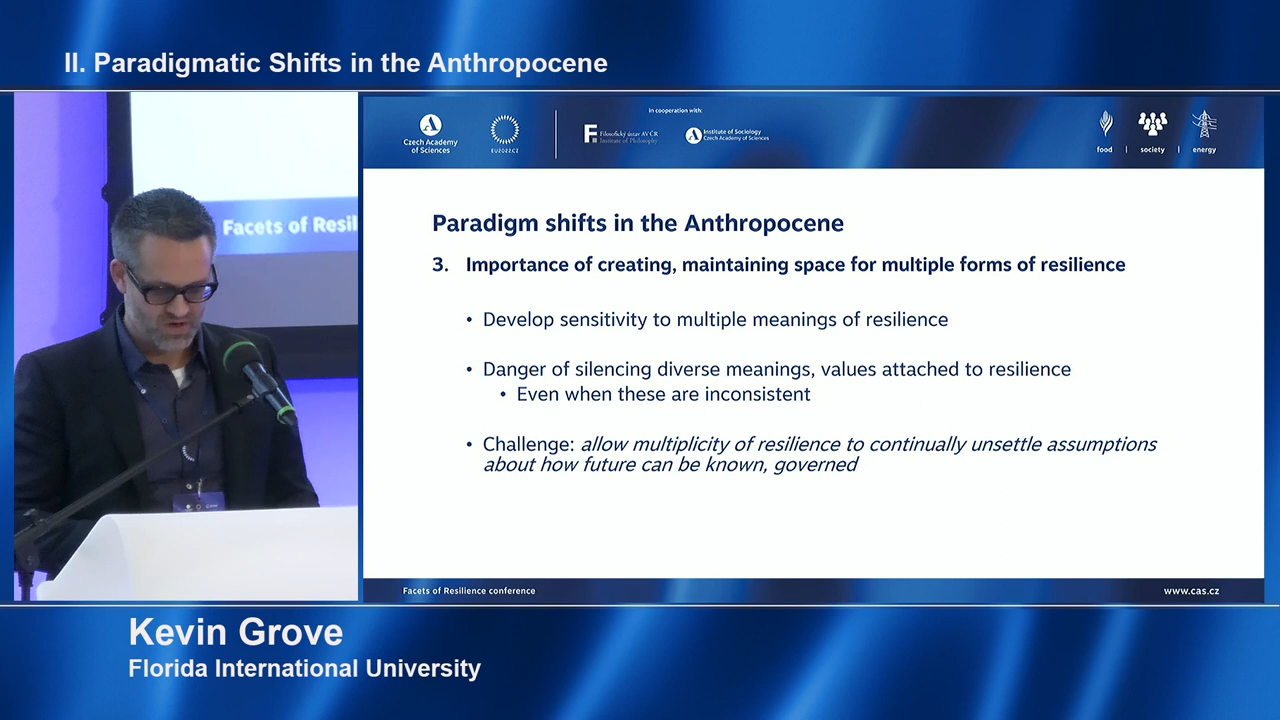 II. Paradigmatic Shifts in the Anthropocene
Facets of Resil
In cooperation with:
Czech Academy
of Sciences
EU2022.CZ
Filosofický ústav AV ČR
Institute of Philosophy
Institute of Sociology
Czech Academy of Sciences
food | society | energy
Paradigm shifts in the Anthropocene
3. Importance of creating, maintaining space for multiple forms of resilience
• Develop sensitivity to multiple meanings of resilience
• Danger of silencing diverse meanings, values attached to resilience
• Even when these are inconsistent
• Challenge: allow multiplicity of resilience to continually unsettle assumptions
about how future can be known, governed
Facets of Resilience conference
www.cas.cz
Kevin Grove
Florida International University